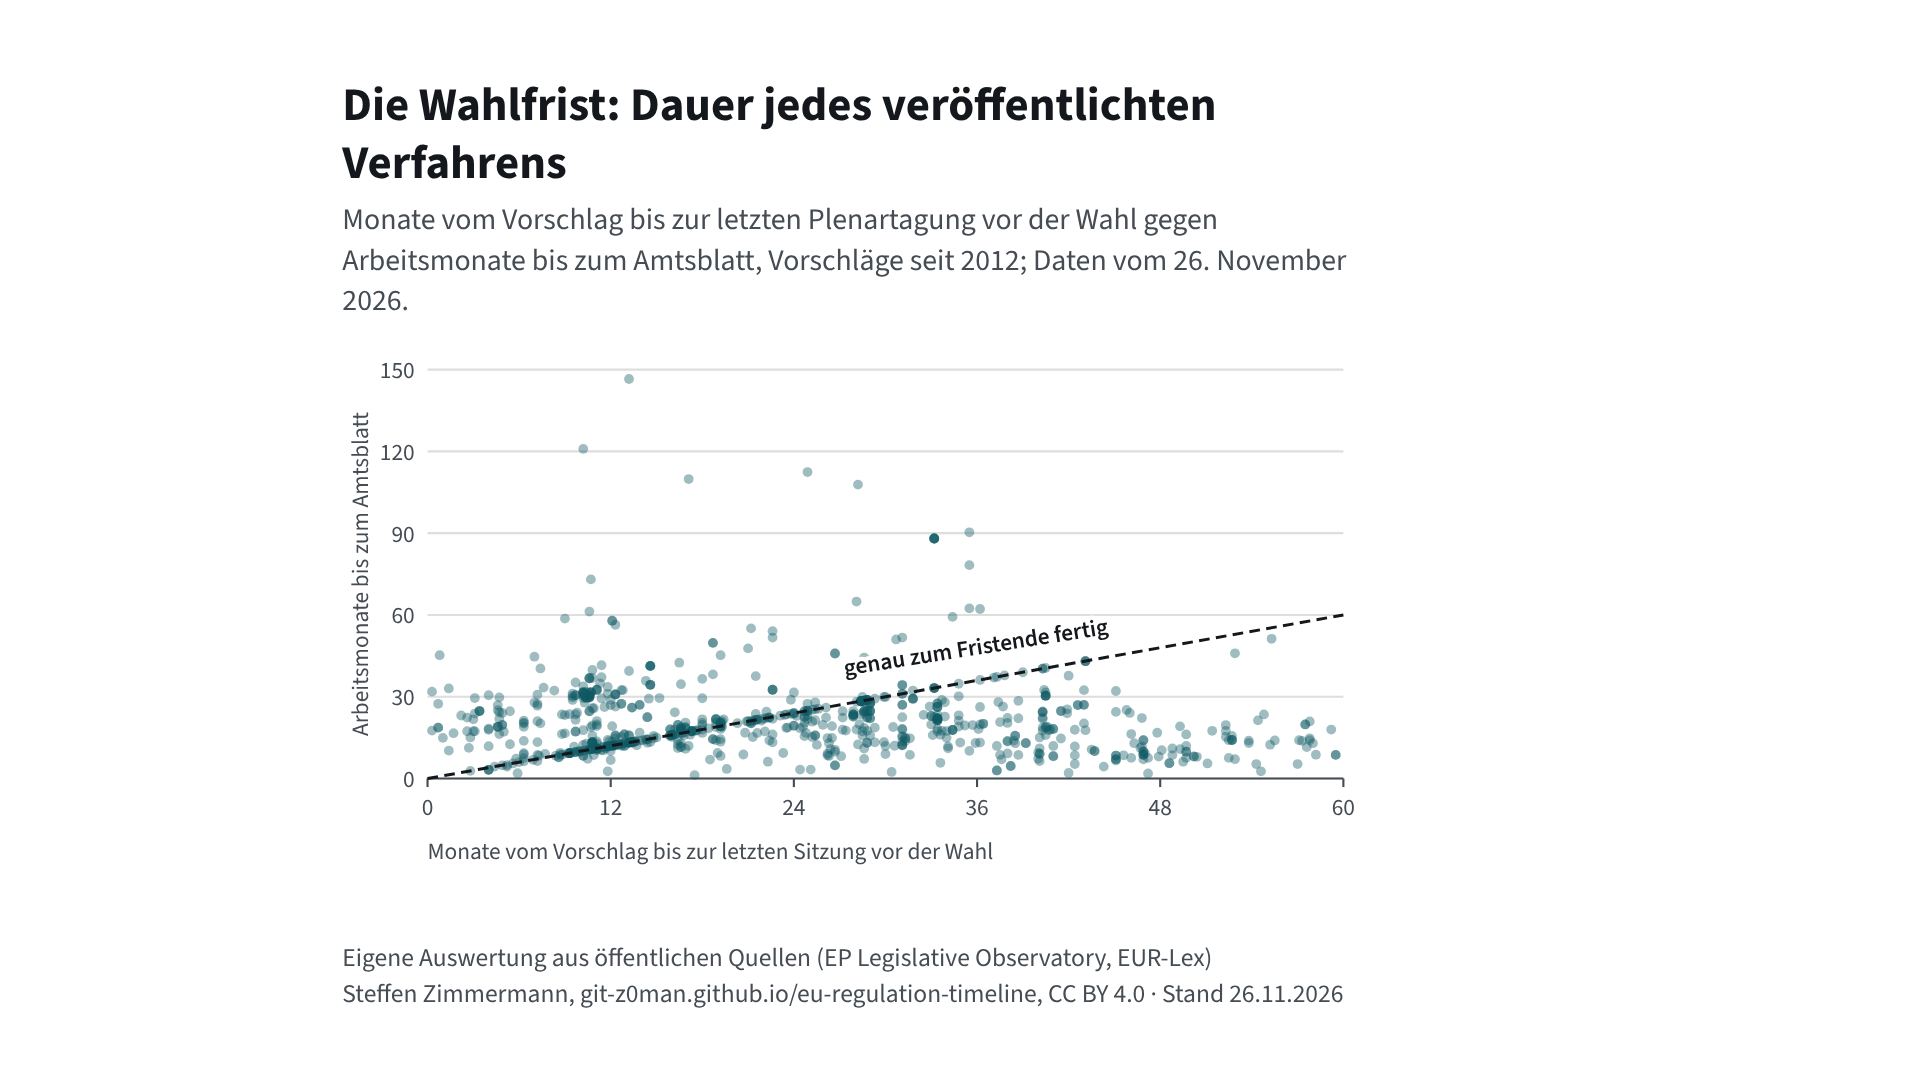 Die Wahlfrist: Dauer jedes veröffentlichten
Verfahrens
Monate vom Vorschlag bis zur letzten Plenartagung vor der Wahl gegen
Arbeitsmonate bis zum Amtsblatt, Vorschläge seit 2012; Daten vom 26. November
2026.
Arbeitsmonate bis zum Amtsblatt
150
120
90
60
30
0
genau zum Fristende fertig
0 12 24 36 48 60
Monate vom Vorschlag bis zur letzten Sitzung vor der Wahl
Eigene Auswertung aus öffentlichen Quellen (EP Legislative Observatory, EUR-Lex)
Steffen Zimmermann, git-z0man.github.io/eu-regulation-timeline, CC BY 4.0 · Stand 26.11.2026